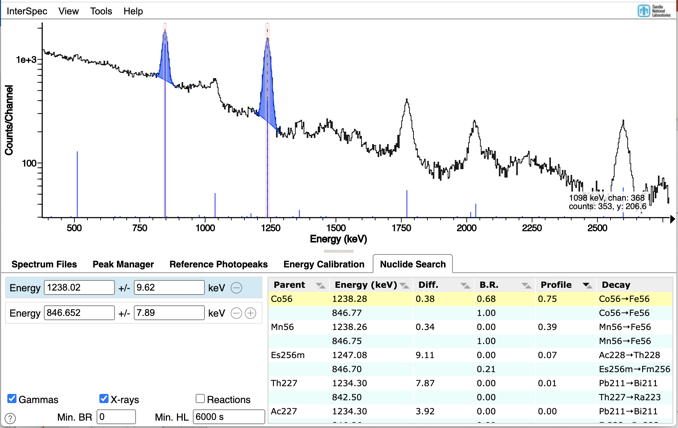 InterSpec View Tools Help
Sandia
National
Laboratories
1e+3
100
Counts/Channel
500 750 1000 1250 1500 1750 2000 2250 2500
Energy (keV)
1098 keV, chan: 368
counts: 353, y: 206.6
Spectrum Files Peak Manager Reference Photopeaks Energy Calibration Nuclide Search
Energy 1238.02 +/- 9.62 keV
Energy 846.652 +/- 7.89 keV
Parent Energy (keV) Diff. B.R. Profile Decay
Co56 1238.28 0.38 0.68 0.75 Co56→Fe56
846.77 1.00 Co56→Fe56
Mn56 1238.26 0.34 0.00 0.39 Mn56→Fe56
846.75 1.00 Mn56→Fe56
Es256m 1247.08 9.11 0.00 0.07 Ac228→Th228
846.70 0.21 Es256m→Fm256
Th227 1234.30 7.87 0.00 0.01 Pb211→Bi211
842.50 0.00 Th227→Ra223
Ac227 1234.30 3.92 0.00 0.00 Pb211→Bi211
Gammas X-rays Reactions
? Min. BR 0 Min. HL 6000 s